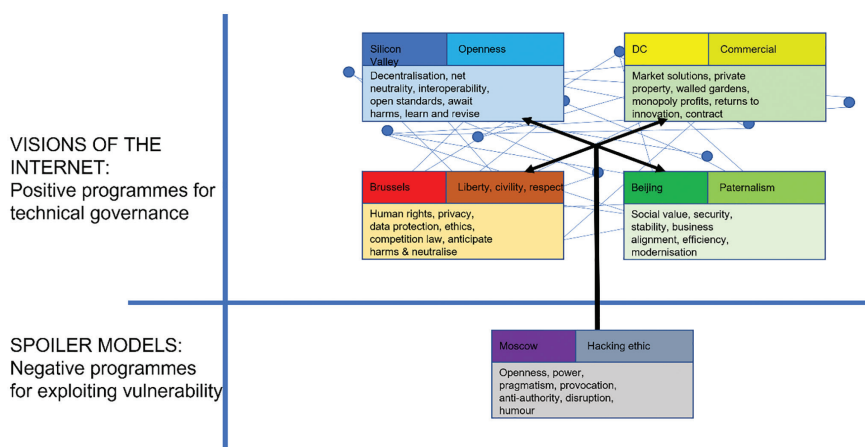 Silicon
Valley
Openness
Decentralisation, net
neutrality, interoperability,
open standards, await
harms, learn and revise
DC
Commercial
Market solutions, private
property, walled gardens,
monopoly profits, returns to
innovation, contract
VISIONS OF THE
INTERNET:
Positive programmes for
technical governance
Brussels
Liberty, civility, respect
Human rights, privacy,
data protection, ethics,
competition law, anticipate
harms & neutralise
Beijing
Paternalism
Social value, security,
stability, business
alignment, efficiency,
modernisation
SPOILER MODELS:
Negative programmes
for exploiting vulnerability
Moscow
Hacking ethic
Openness, power,
pragmatism, provocation,
anti-authority, disruption,
humour